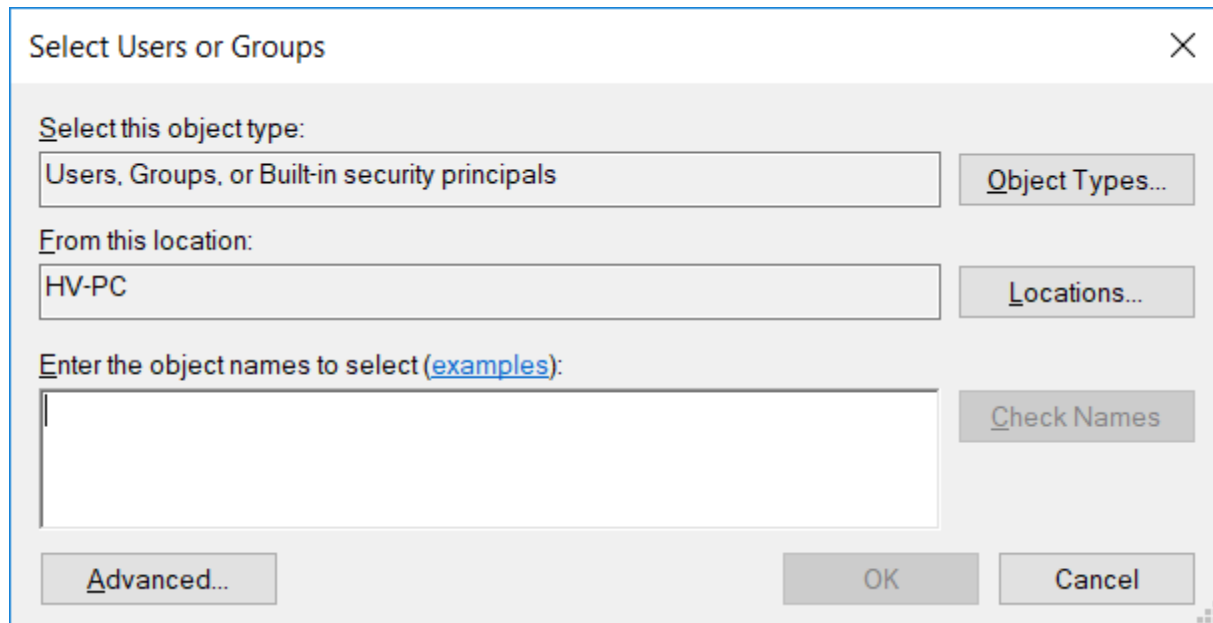 Select Users or Groups
Select this object type:
Users, Groups, or Built-in security principals
Object Types...
From this location:
HV-PC
Locations...
Enter the object names to select (examples):
Check Names
Advanced...
OK
Cancel